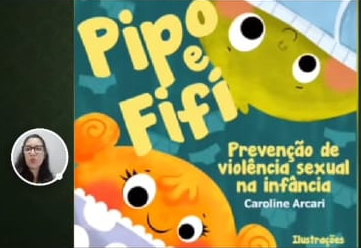 Pipo
e
Fifi
Prevenção de
violência sexual
na infância
Caroline Arcari
Ilustrações